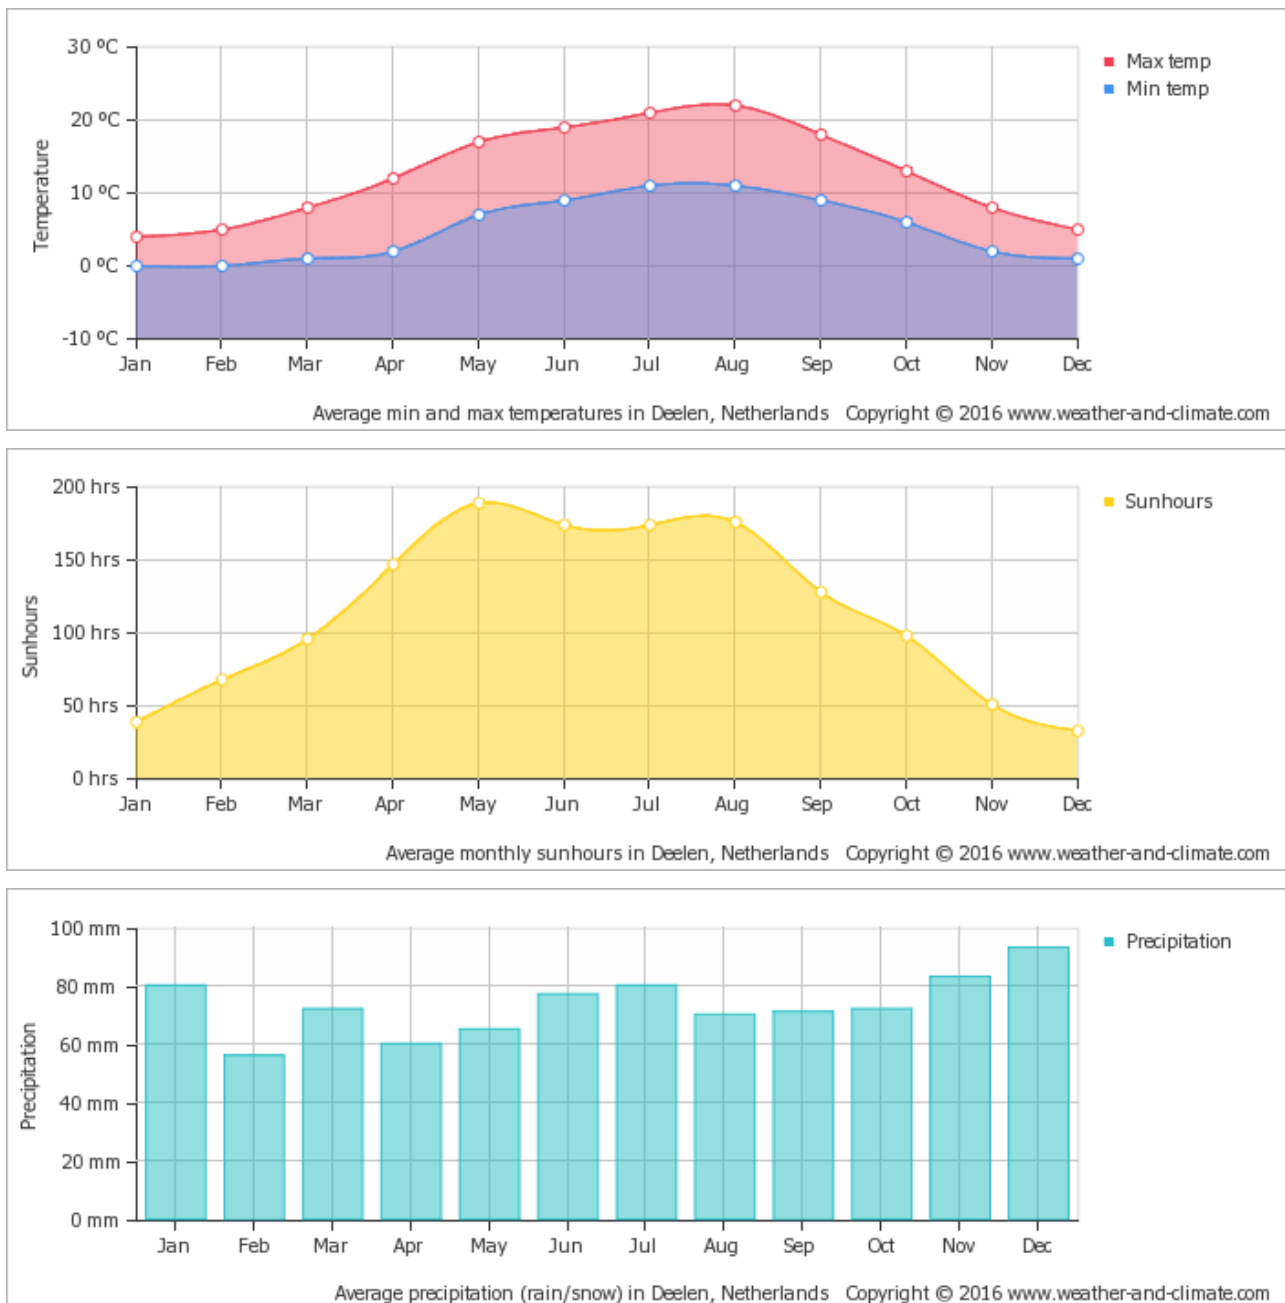 30 ºC
20 ºC
10 ºC
0 ºC
-10 ºC
Temperature
Max temp
Min temp
Jan Feb Mar Apr May Jun Jul Aug Sep Oct Nov Dec
Average min and max temperatures in Deelen, Netherlands Copyright © 2016 www.weather-and-climate.com
200 hrs
150 hrs
100 hrs
50 hrs
0 hrs
Sunhours
Sunhours
Jan Feb Mar Apr May Jun Jul Aug Sep Oct Nov Dec
Average monthly sunhours in Deelen, Netherlands Copyright © 2016 www.weather-and-climate.com
100 mm
80 mm
60 mm
40 mm
20 mm
0 mm
Precipitation
Precipitation
Jan Feb Mar Apr May Jun Jul Aug Sep Oct Nov Dec
Average precipitation (rain/snow) in Deelen, Netherlands Copyright © 2016 www.weather-and-climate.com